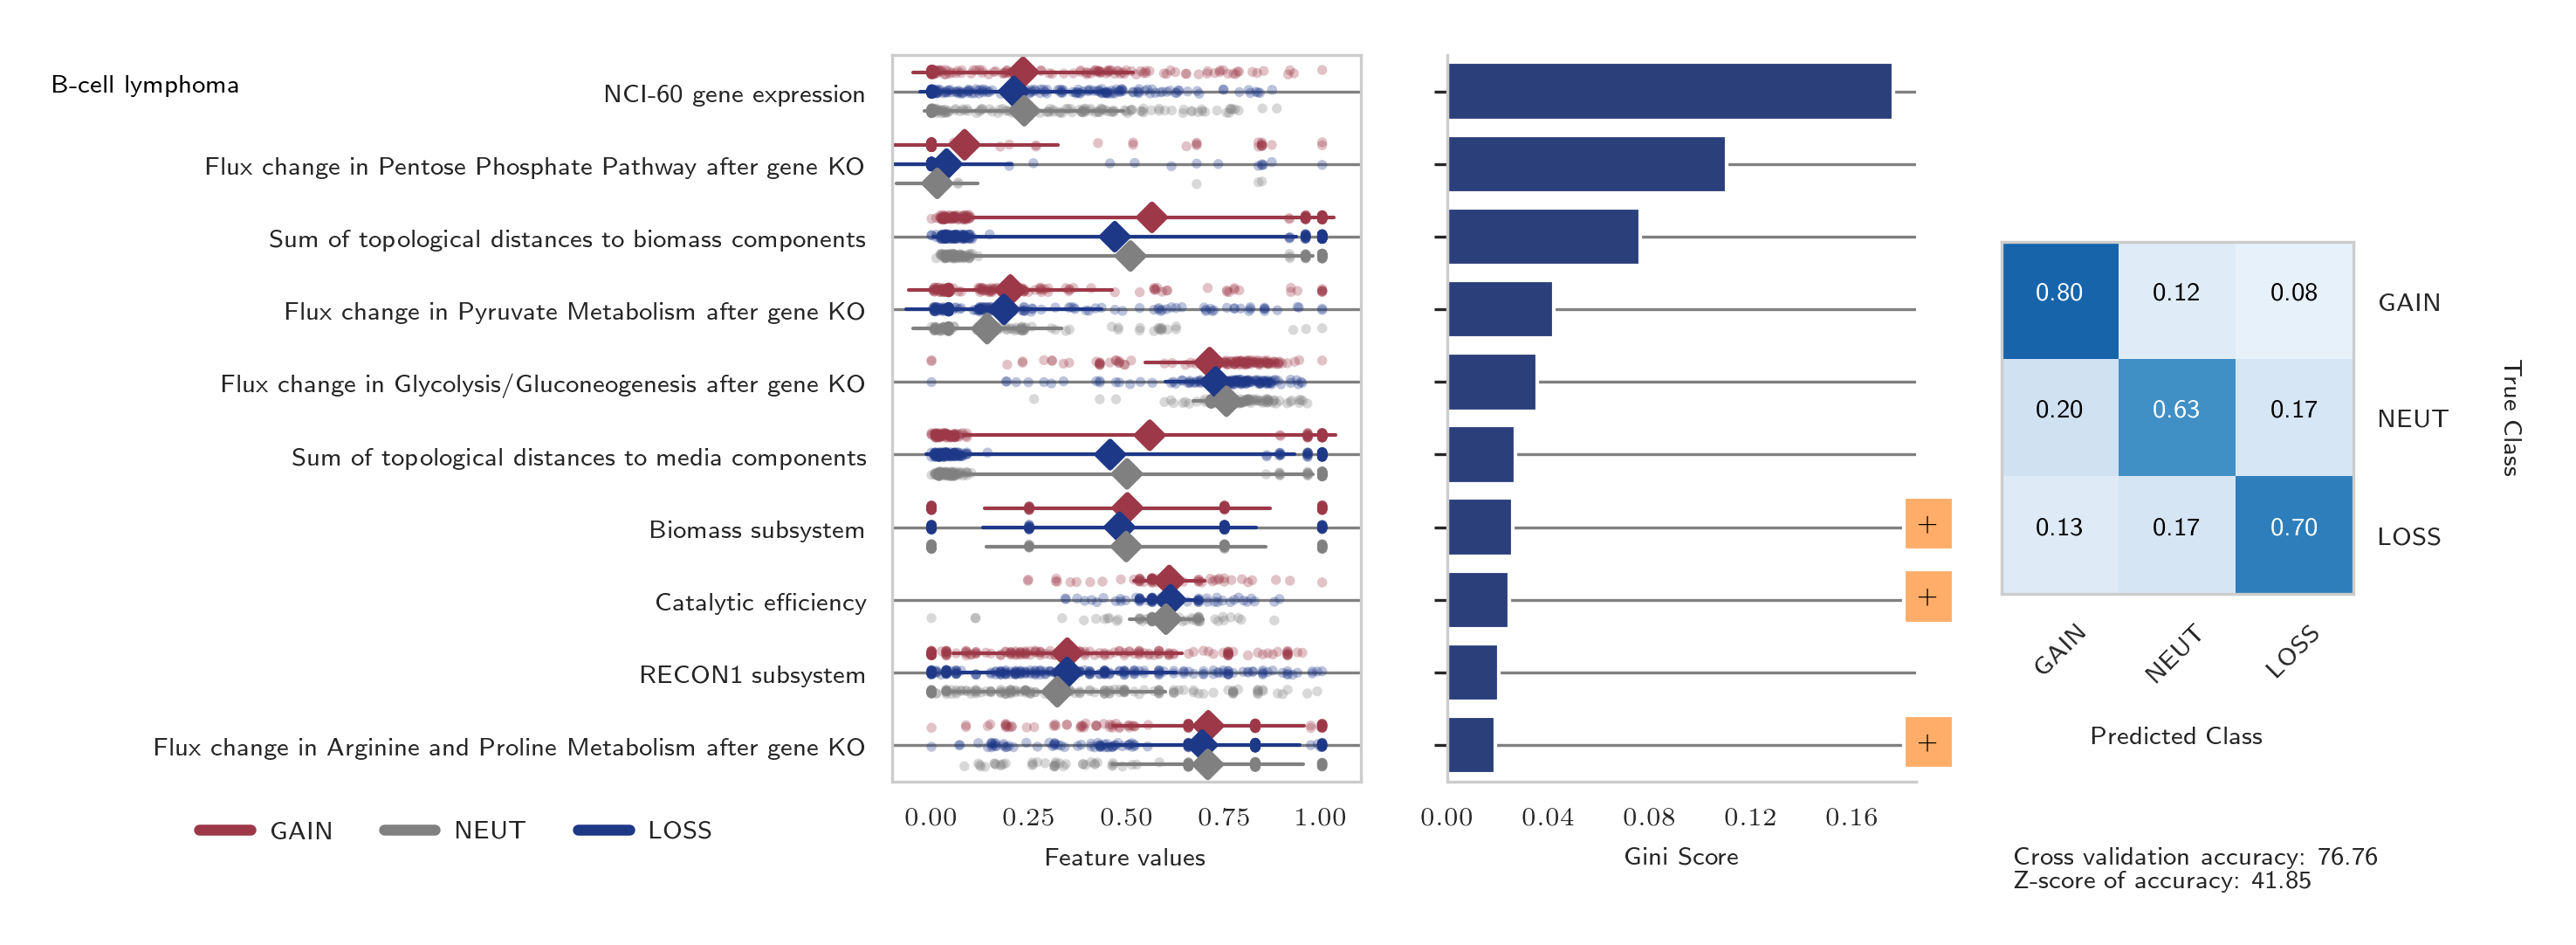 B-cell lymphoma
NCI-60 gene expression
Flux change in Pentose Phosphate Pathway after gene KO
Sum of topological distances to biomass components
Flux change in Pyruvate Metabolism after gene KO
Flux change in Glycolysis/Gluconeogenesis after gene KO
Sum of topological distances to media components
Biomass subsystem
Catalytic efficiency
RECON1 subsystem
Flux change in Arginine and Proline Metabolism after gene KO
GAIN NEUT LOSS
0.00 0.25 0.50 0.75 1.00
Feature values
+
+
+
0.00 0.04 0.08 0.12 0.16
Gini Score
0.80 0.12 0.08 GAIN
0.20 0.63 0.17 NEUT
0.13 0.17 0.70 LOSS
True Class
GAIN NEUT LOSS
Predicted Class
Cross validation accuracy: 76.76
Z-score of accuracy: 41.85